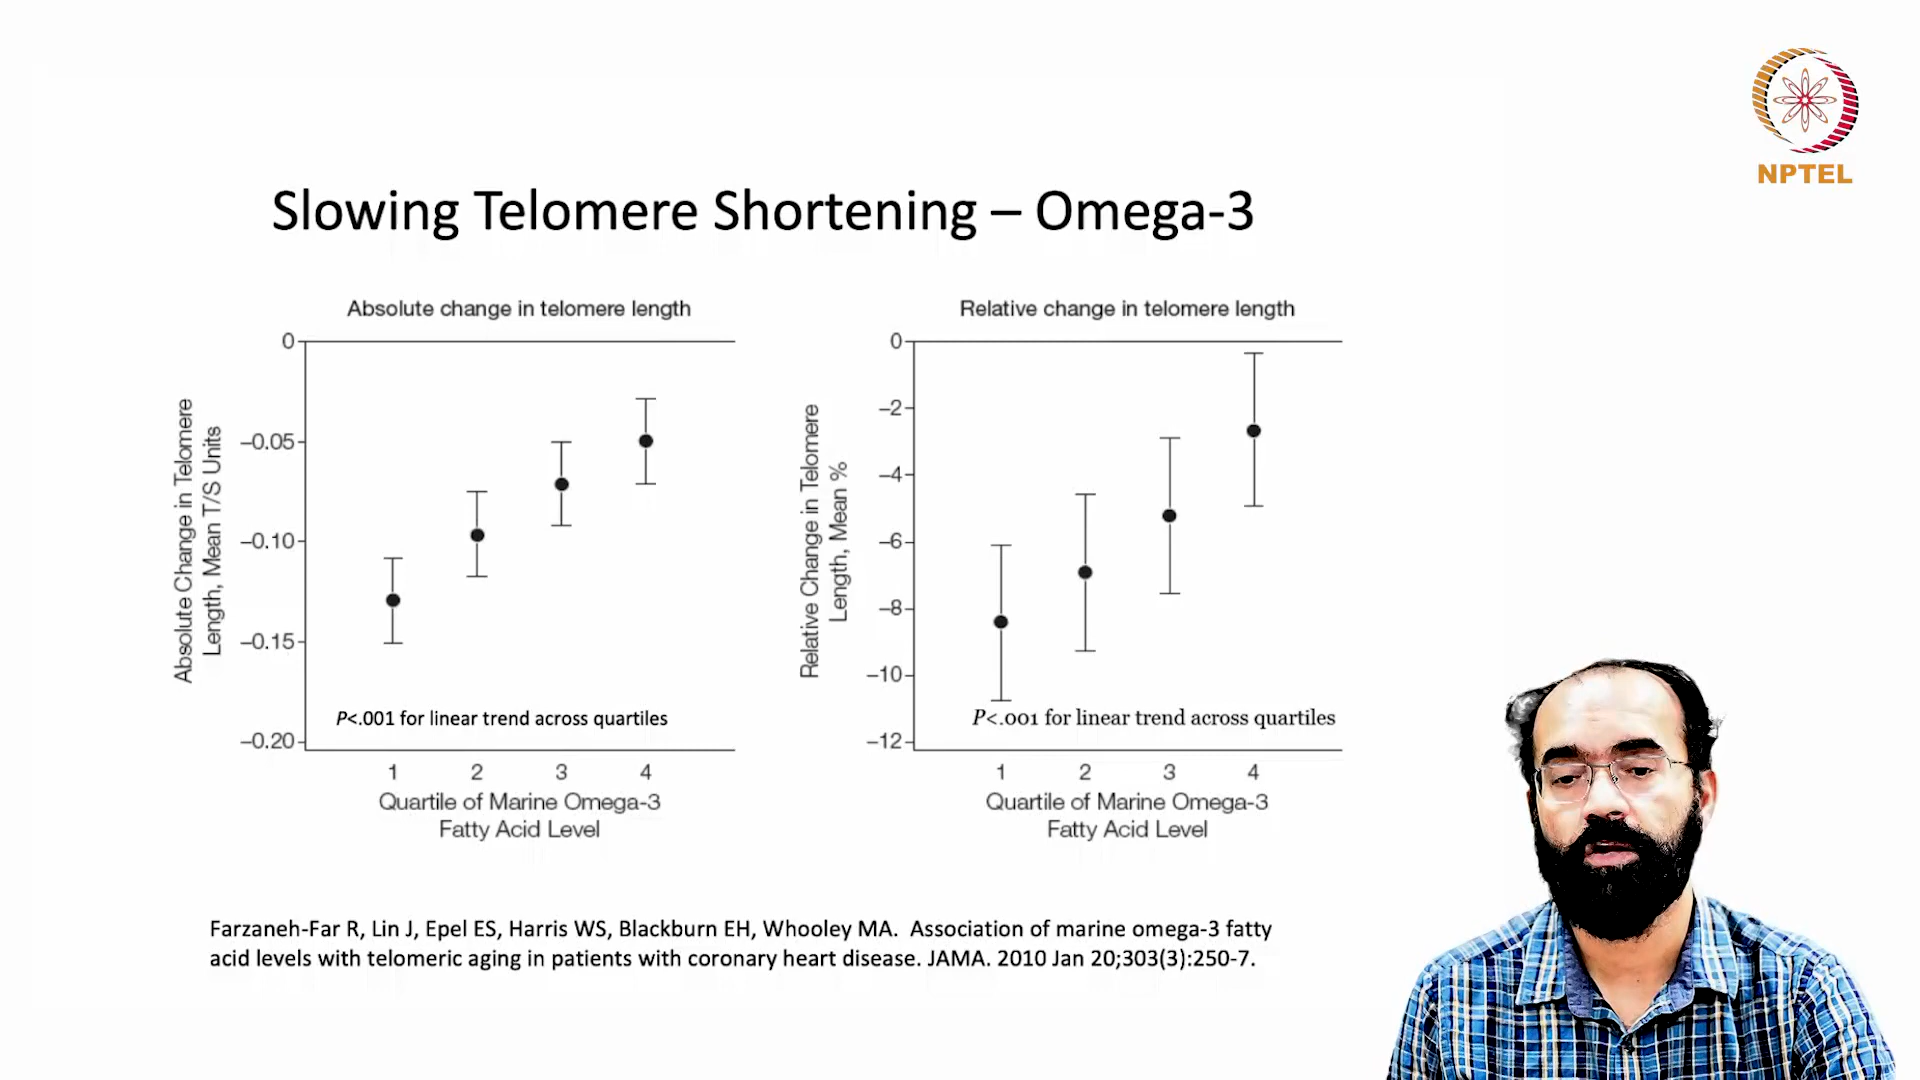 NPTEL
Slowing Telomere Shortening – Omega-3
Absolute change in telomere length
Absolute Change in Telomere
Length, Mean T/S Units
0
–0.05
–0.10
–0.15
–0.20
P<.001 for linear trend across quartiles
1 2 3 4
Quartile of Marine Omega-3
Fatty Acid Level
Relative change in telomere length
Relative Change in Telomere
Length, Mean %
0
–2
–4
–6
–8
–10
–12
P<.001 for linear trend across quartiles
1 2 3 4
Quartile of Marine Omega-3
Fatty Acid Level
Farzaneh-Far R, Lin J, Epel ES, Harris WS, Blackburn EH, Whooley MA. Association of marine omega-3 fatty
acid levels with telomeric aging in patients with coronary heart disease. JAMA. 2010 Jan 20;303(3):250-7.